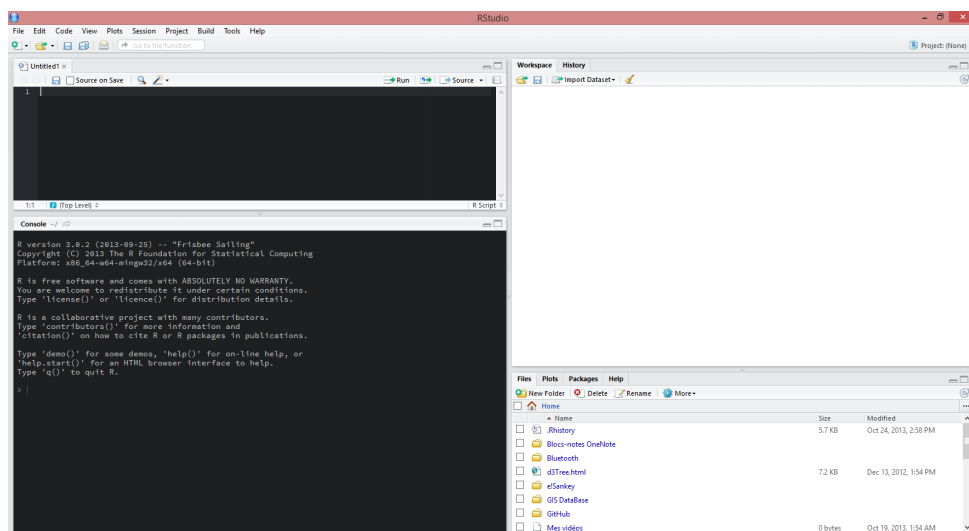 RStudio
File Edit Code View Plots Session Project Build Tools Help
Go to file/function
Project: (None)
Untitled1
Source on Save
Run
Source
1
1:1
(Top Level)
R Script
Console ~/
R version 3.0.2 (2013-09-25) -- "Frisbee Sailing"
Copyright (C) 2013 The R Foundation for Statistical Computing
Platform: x86_64-w64-mingw32/x64 (64-bit)
R is free software and comes with ABSOLUTELY NO WARRANTY.
You are welcome to redistribute it under certain conditions.
Type 'license()' or 'licence()' for distribution details.
R is a collaborative project with many contributors.
Type 'contributors()' for more information and
'citation()' on how to cite R or R packages in publications.
Type 'demo()' for some demos, 'help()' for on-line help, or
'help.start()' for an HTML browser interface to help.
Type 'q()' to quit R.
>
Workspace History
Import Dataset
Files Plots Packages Help
New Folder Delete Rename More
Home
Name Size Modified
.Rhistory 5.7 KB Oct 24, 2013, 2:58 PM
Blocs-notes OneNote
Bluetooth
d3Tree.html 7.2 KB Dec 13, 2012, 1:54 PM
e!Sankey
GIS DataBase
GitHub
Mes vidéos 0 bytes Oct 19, 2013, 1:54 AM